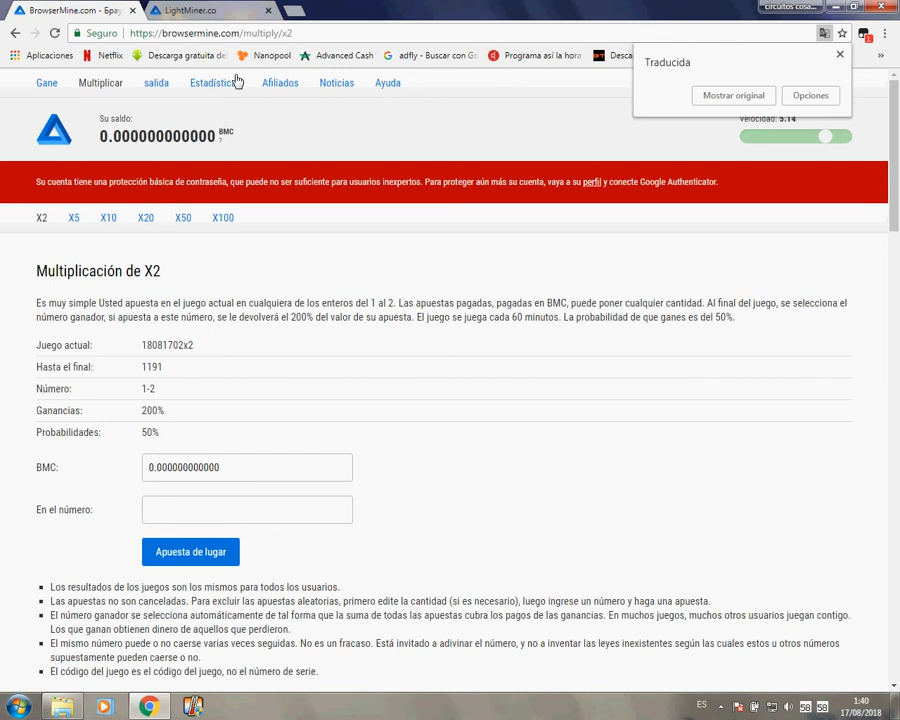 BrowserMine.com - Брау
LightMiner.co
circuitos cosa...
Seguro
https://browsermine.com/multiply/x2
Aplicaciones
Netflix
Descarga gratuita de
Nanopool
Advanced Cash
adfly - Buscar con Go
Programa así la hora
Desca
Traducida
Mostrar original
Opciones
Gane
Multiplicar
salida
Estadístic
Afiliados
Noticias
Ayuda
Su saldo:
0.000000000000 BMC
?
Velocidad: 5.14
Su cuenta tiene una protección básica de contraseña, que puede no ser suficiente para usuarios inexpertos. Para proteger aún más su cuenta, vaya a su perfil y conecte Google Authenticator.
X2
X5
X10
X20
X50
X100
Multiplicación de X2
Es muy simple Usted apuesta en el juego actual en cualquiera de los enteros del 1 al 2. Las apuestas pagadas, pagadas en BMC, puede poner cualquier cantidad. Al final del juego, se selecciona el
número ganador, si apuesta a este número, se le devolverá el 200% del valor de su apuesta. El juego se juega cada 60 minutos. La probabilidad de que ganes es del 50%.
Juego actual: 18081702x2
Hasta el final: 1191
Número: 1-2
Ganancias: 200%
Probabilidades: 50%
BMC: 0.000000000000
En el número:
Apuesta de lugar
Los resultados de los juegos son los mismos para todos los usuarios.
Las apuestas no son canceladas. Para excluir las apuestas aleatorias, primero edite la cantidad (si es necesario), luego ingrese un número y haga una apuesta.
El número ganador se selecciona automáticamente de tal forma que la suma de todas las apuestas cubra los pagos de las ganancias. En muchos juegos, muchos otros usuarios juegan contigo.
Los que ganan obtienen dinero de aquellos que perdieron.
El mismo número puede o no caerse varias veces seguidas. No es un fracaso. Está invitado a adivinar el número, y no a inventar las leyes inexistentes según las cuales estos u otros números
supuestamente pueden caerse o no.
El código del juego es el código del juego, no el número de serie.
ES
58
58
1:40
17/08/2018